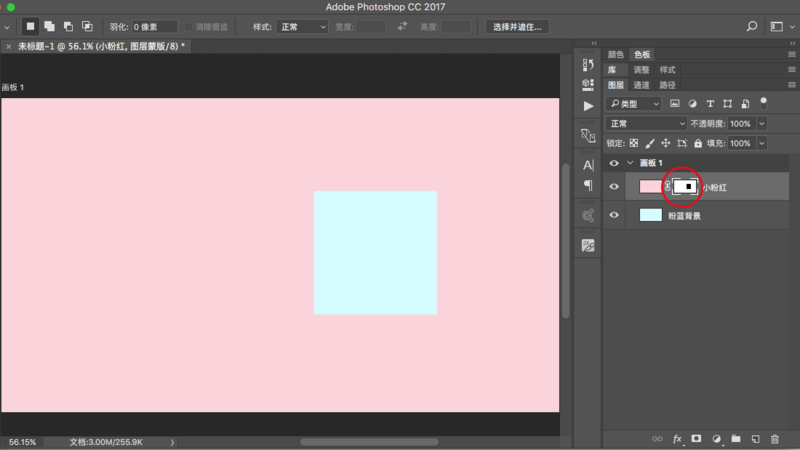 Adobe Photoshop CC 2017
羽化: 0 像素 消除锯齿 样式: 正常 宽度: 高度: 选择并遮住...
× 未标题-1 @ 56.1% (小粉红, 图层蒙版/8) *
画板 1
颜色 色板
库 调整 样式
图层 通道 路径
类型
正常 不透明度: 100%
锁定: 填充: 100%
画板 1
小粉红
粉蓝背景
fx
56.15% 文档:3.00M/255.9K